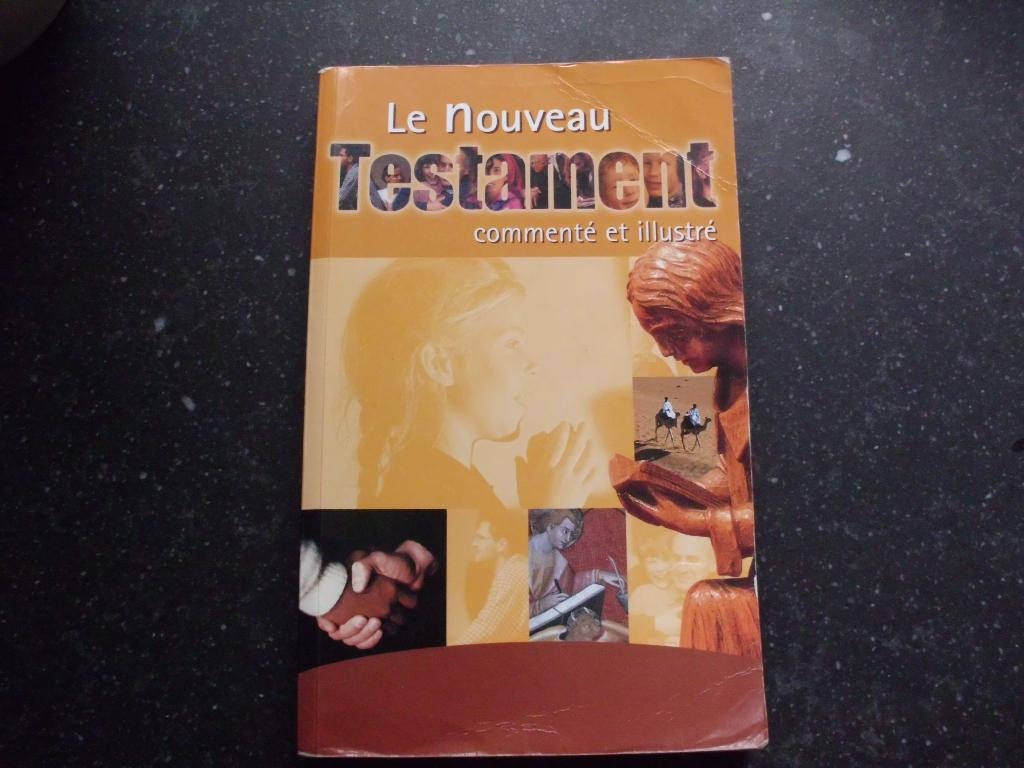 Le nouveau
Testament
commenté et illustré